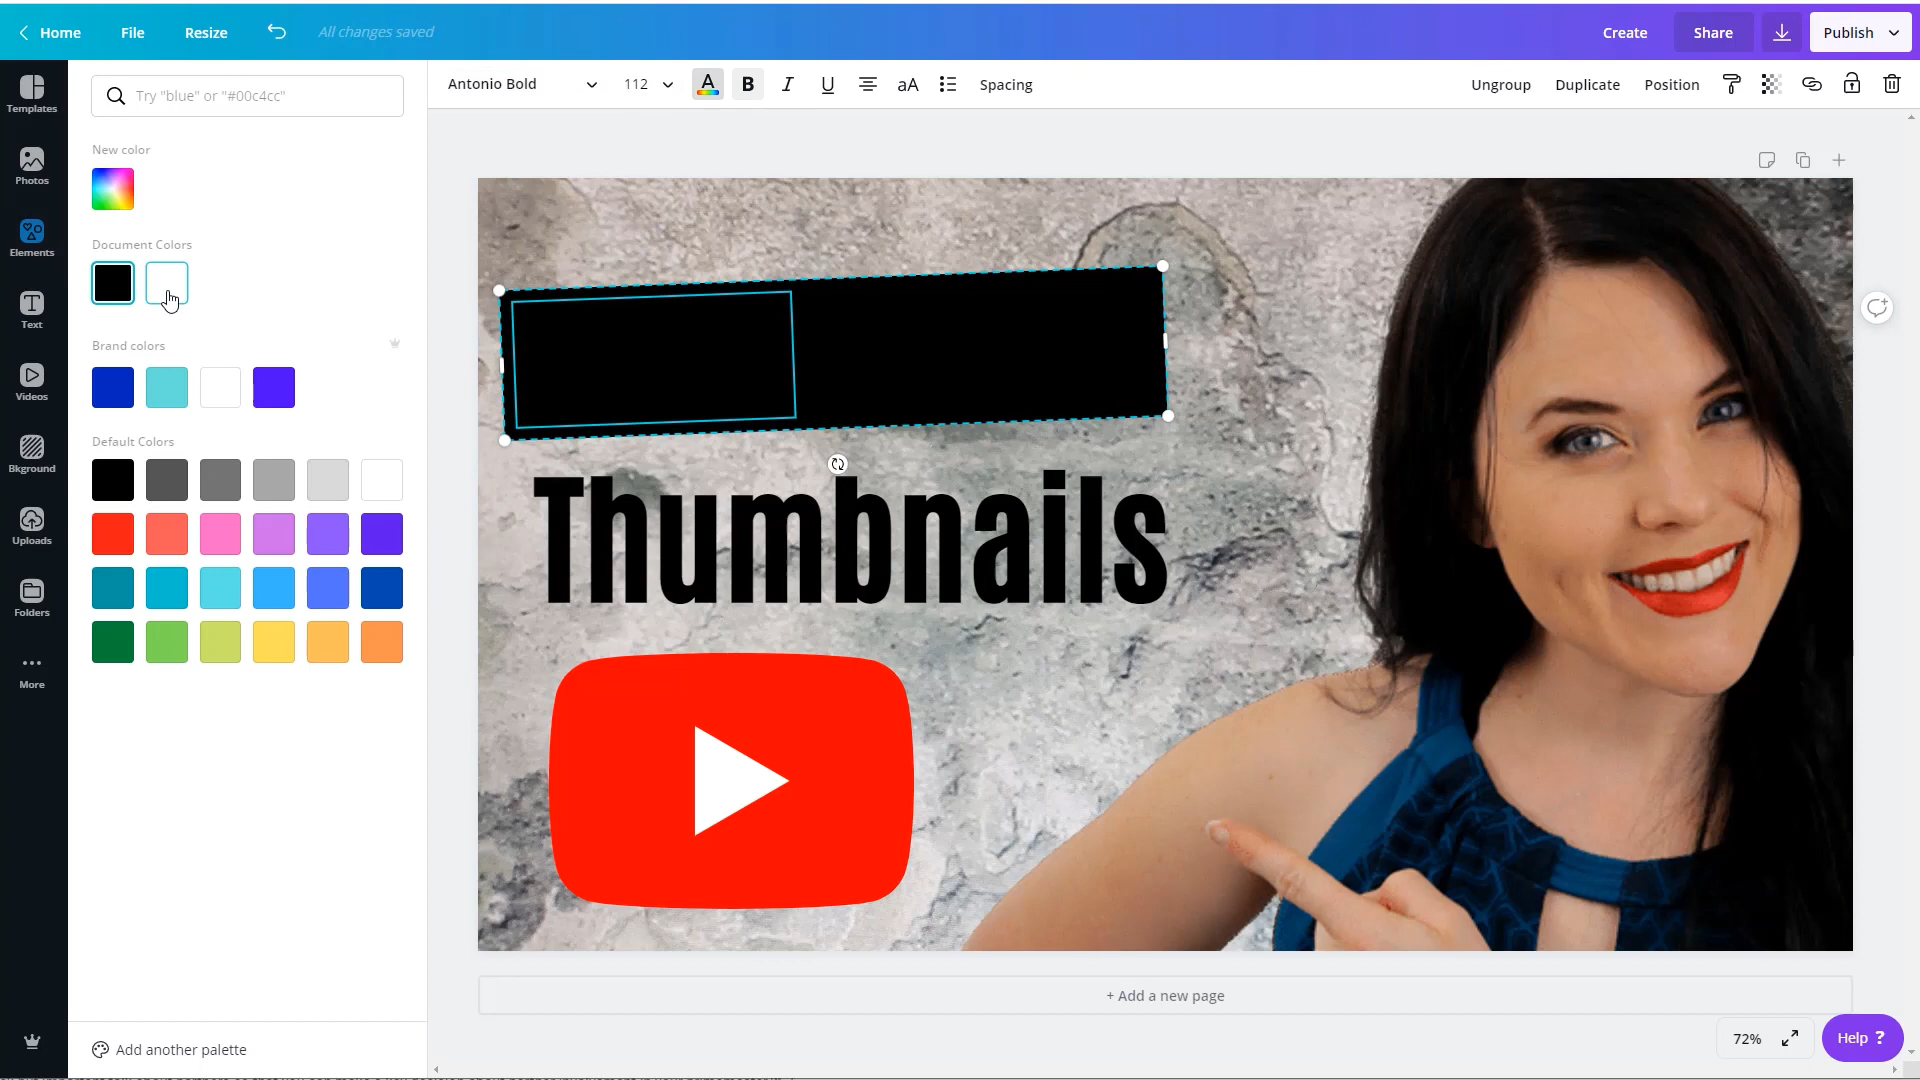 Home File Resize All changes saved Create Share Publish
Antonio Bold 112 A B I U aA Spacing Ungroup Duplicate Position
Templates
Photos
Elements
Text
Videos
Bkground
Uploads
Folders
More
Try "blue" or "#00c4cc"
New color
Document Colors
Brand colors
Default Colors
Add another palette
Thumbnails
+ Add a new page
72%
Help ?